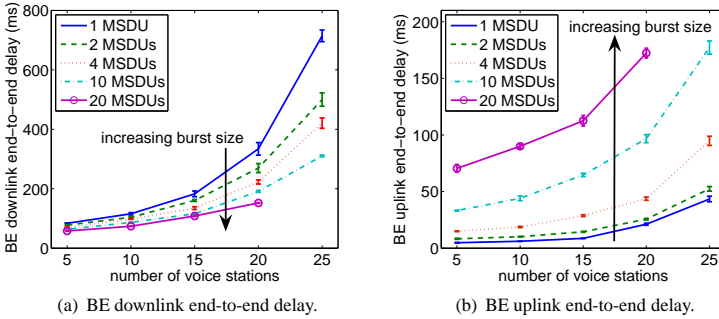 BE downlink end-to-end delay (ms)
800
600
400
200
0
1 MSDU
2 MSDUs
4 MSDUs
10 MSDUs
20 MSDUs
increasing burst size
5 10 15 20 25
number of voice stations
(a) BE downlink end-to-end delay.
BE uplink end-to-end delay (ms)
200
150
100
50
0
1 MSDU
2 MSDUs
4 MSDUs
10 MSDUs
20 MSDUs
increasing burst size
5 10 15 20 25
number of voice stations
(b) BE uplink end-to-end delay.